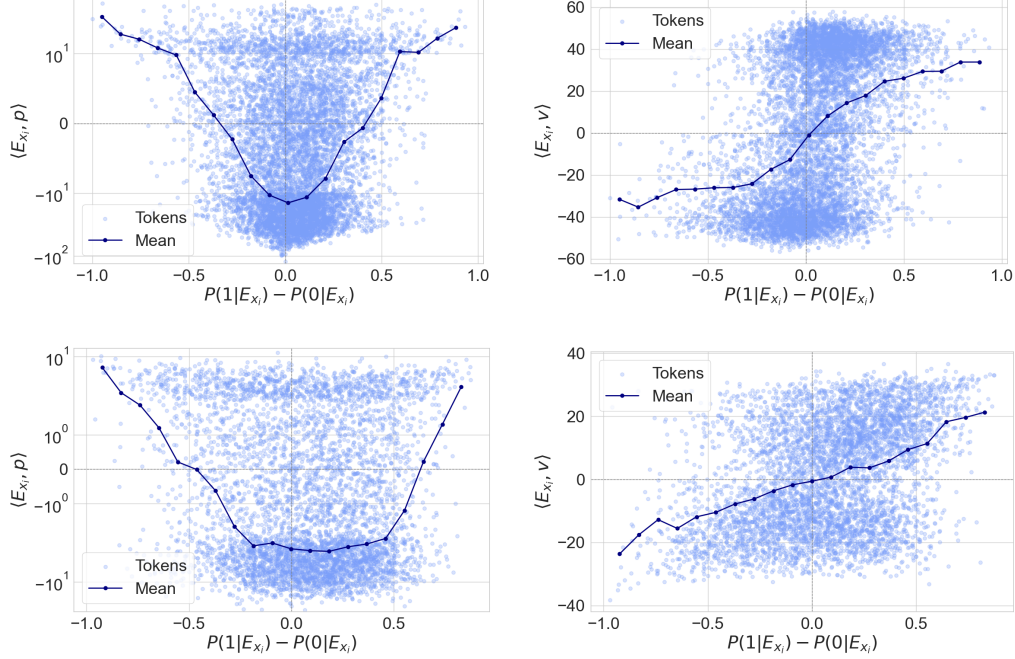 10^1
0
−10^1
−10^2
⟨E_{x_i}, p⟩
Tokens
Mean
−1.0 −0.5 0.0 0.5 1.0
P(1|E_{x_i}) − P(0|E_{x_i})
60
40
20
0
−20
−40
−60
⟨E_{x_i}, v⟩
Tokens
Mean
−1.0 −0.5 0.0 0.5 1.0
P(1|E_{x_i}) − P(0|E_{x_i})
10^1
10^0
0
−10^0
−10^1
⟨E_{x_i}, p⟩
Tokens
Mean
−1.0 −0.5 0.0 0.5
P(1|E_{x_i}) − P(0|E_{x_i})
40
20
0
−20
−40
⟨E_{x_i}, v⟩
Tokens
Mean
−1.0 −0.5 0.0 0.5
P(1|E_{x_i}) − P(0|E_{x_i})